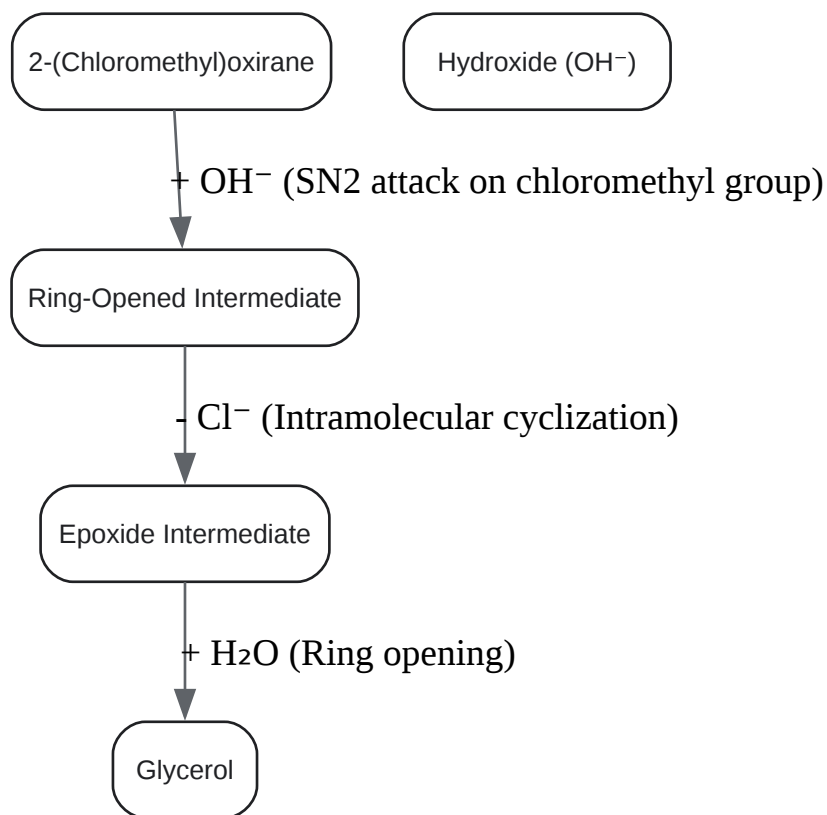 2-(Chloromethyl)oxirane
Hydroxide (OH⁻)
+ OH⁻ (SN2 attack on chloromethyl group)
Ring-Opened Intermediate
- Cl⁻ (Intramolecular cyclization)
Epoxide Intermediate
+ H₂O (Ring opening)
Glycerol